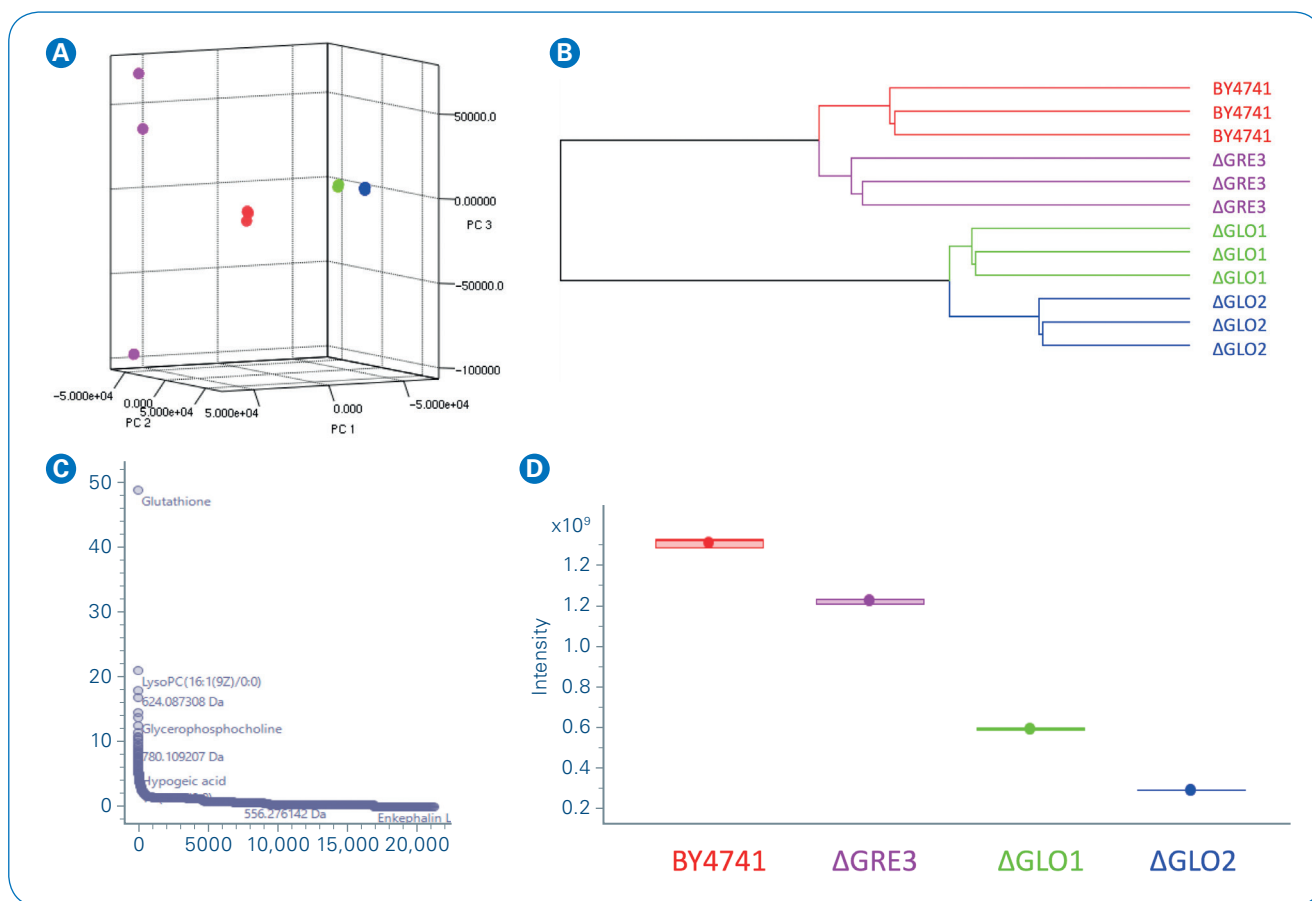 A
50000.0
0.00000
PC 3
-50000.0
-100000
-5.000e+04
0.000
5.000e+04
PC 2
5.000e+04
0.000
-5.000e+04
PC 1
B
BY4741
BY4741
BY4741
ΔGRE3
ΔGRE3
ΔGRE3
ΔGLO1
ΔGLO1
ΔGLO1
ΔGLO2
ΔGLO2
ΔGLO2
C
50
40
30
20
10
0
Glutathione
LysoPC(16:1(9Z)/0:0)
624.087308 Da
Glycerophosphocholine
780.109207 Da
Hypogeic acid
556.276142 Da
Enkephalin L
0 5000 10,000 15,000 20,000
D
x10⁹
1.2
1.2
1.0
0.8
0.6
0.4
0.2
Intensity
BY4741 ΔGRE3 ΔGLO1 ΔGLO2